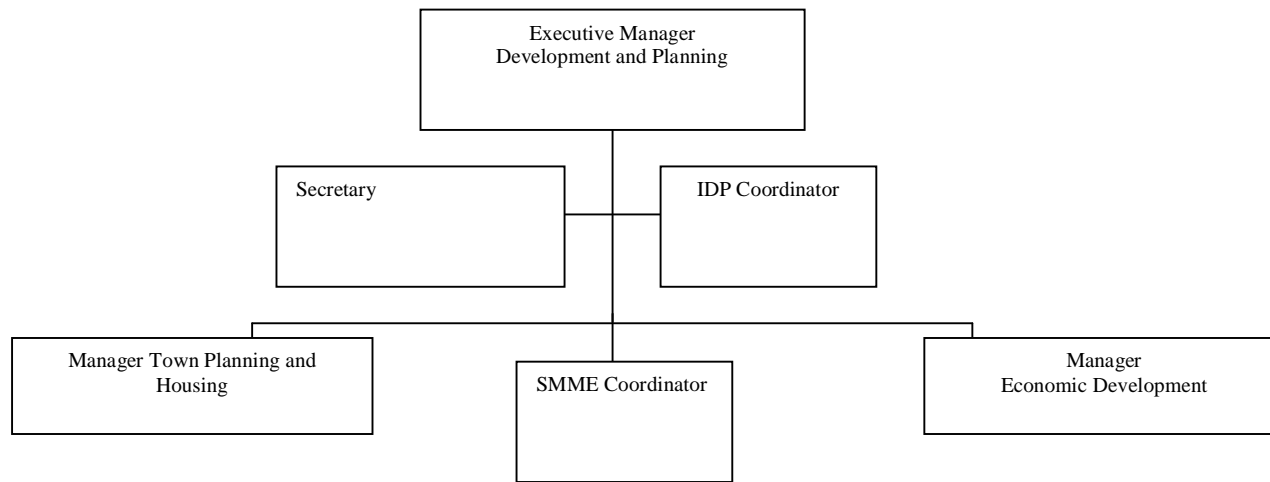 Executive Manager
Development and Planning
Secretary
IDP Coordinator
Manager Town Planning and
Housing
SMME Coordinator
Manager
Economic Development